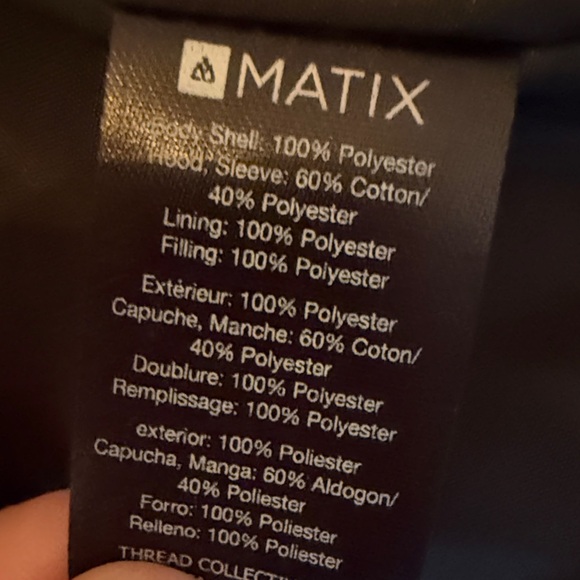 MATIX
Body Shell: 100% Polyester
Hood, Sleeve: 60% Cotton/
40% Polyester
Lining: 100% Polyester
Filling: 100% Polyester
Extérieur: 100% Polyester
Capuche, Manche: 60% Coton/
40% Polyester
Doublure: 100% Polyester
Remplissage: 100% Polyester
exterior: 100% Poliester
Capucha, Manga: 60% Aldogon/
40% Poliester
Forro: 100% Poliester
Relleno: 100% Poliester
THREAD